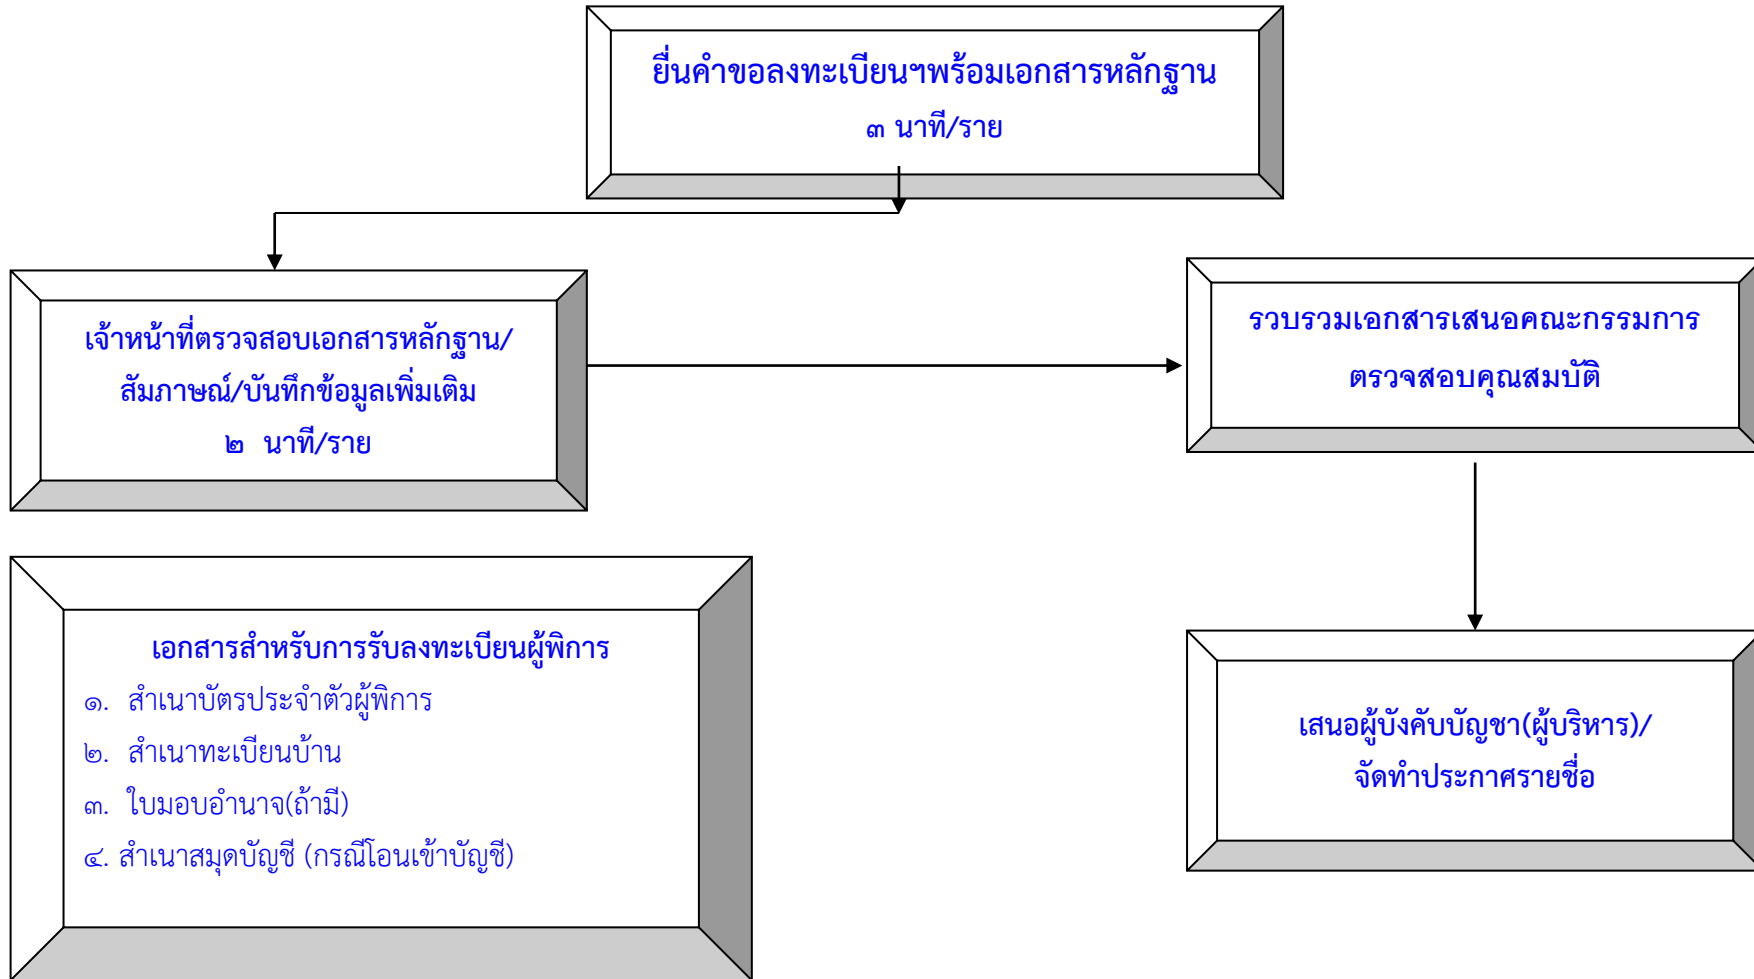 ยื่นคำขอลงทะเบียนฯพร้อมเอกสารหลักฐาน
๓ นาที/ราย
เจ้าหน้าที่ตรวจสอบเอกสารหลักฐาน/
สัมภาษณ์/บันทึกข้อมูลเพิ่มเติม
๒ นาที/ราย
รวบรวมเอกสารเสนอคณะกรรมการ
ตรวจสอบคุณสมบัติ
เสนอผู้บังคับบัญชา(ผู้บริหาร)/
จัดทำประกาศรายชื่อ
เอกสารสำหรับการรับลงทะเบียนผู้พิการ
๑. สำเนาบัตรประจำตัวผู้พิการ
๒. สำเนาทะเบียนบ้าน
๓. ใบมอบอำนาจ(ถ้ามี)
๔. สำเนาสมุดบัญชี (กรณีโอนเข้าบัญชี)